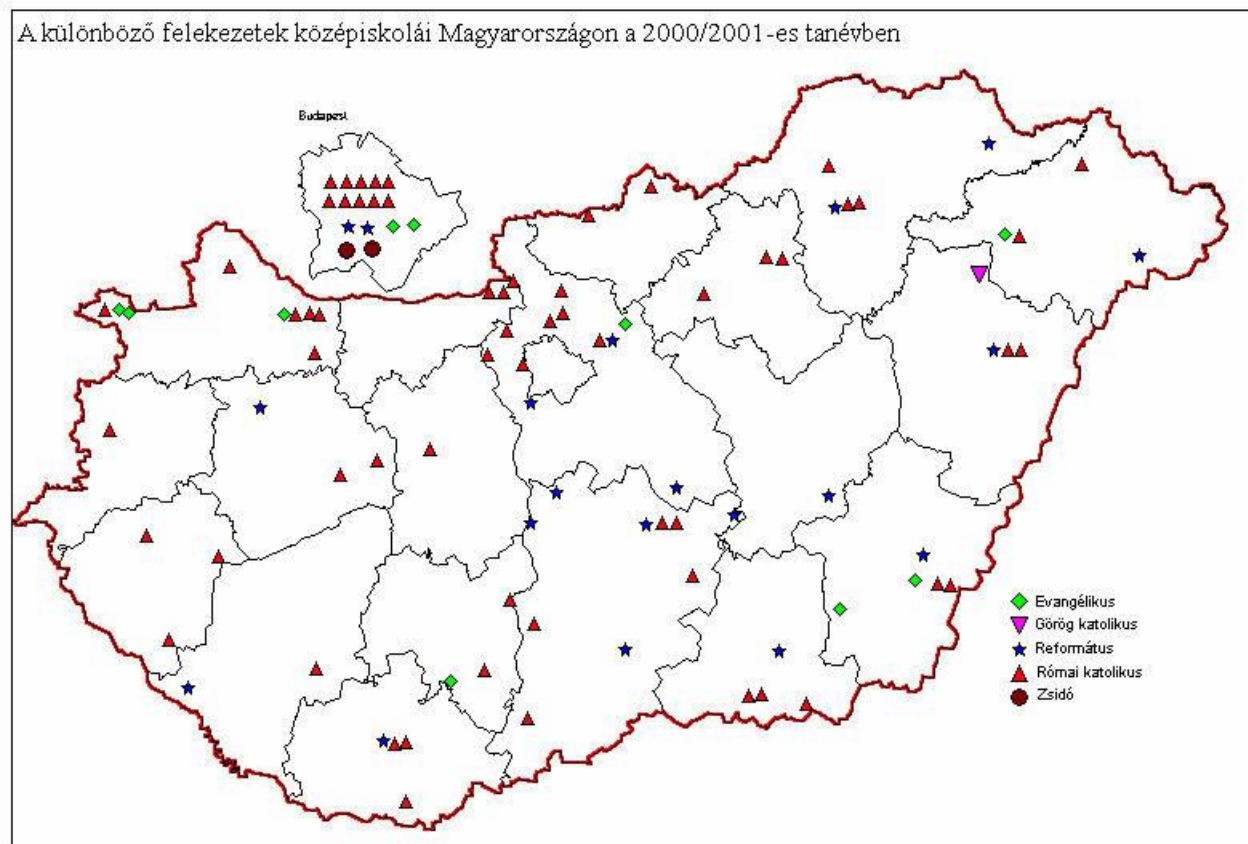 A különböző felekezetek középiskolái Magyarországon a 2000/2001-es tanévben
Budapest
Evangélikus
Görög katolikus
Református
Római katolikus
Zsidó